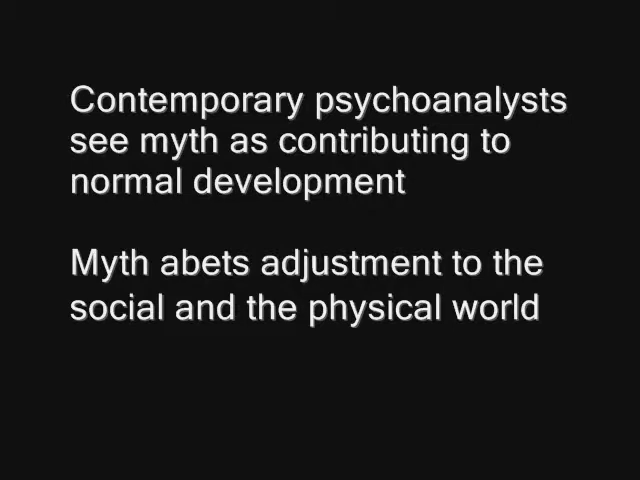 Contemporary psychoanalysts
see myth as contributing to
normal development
Myth abets adjustment to the
social and the physical world